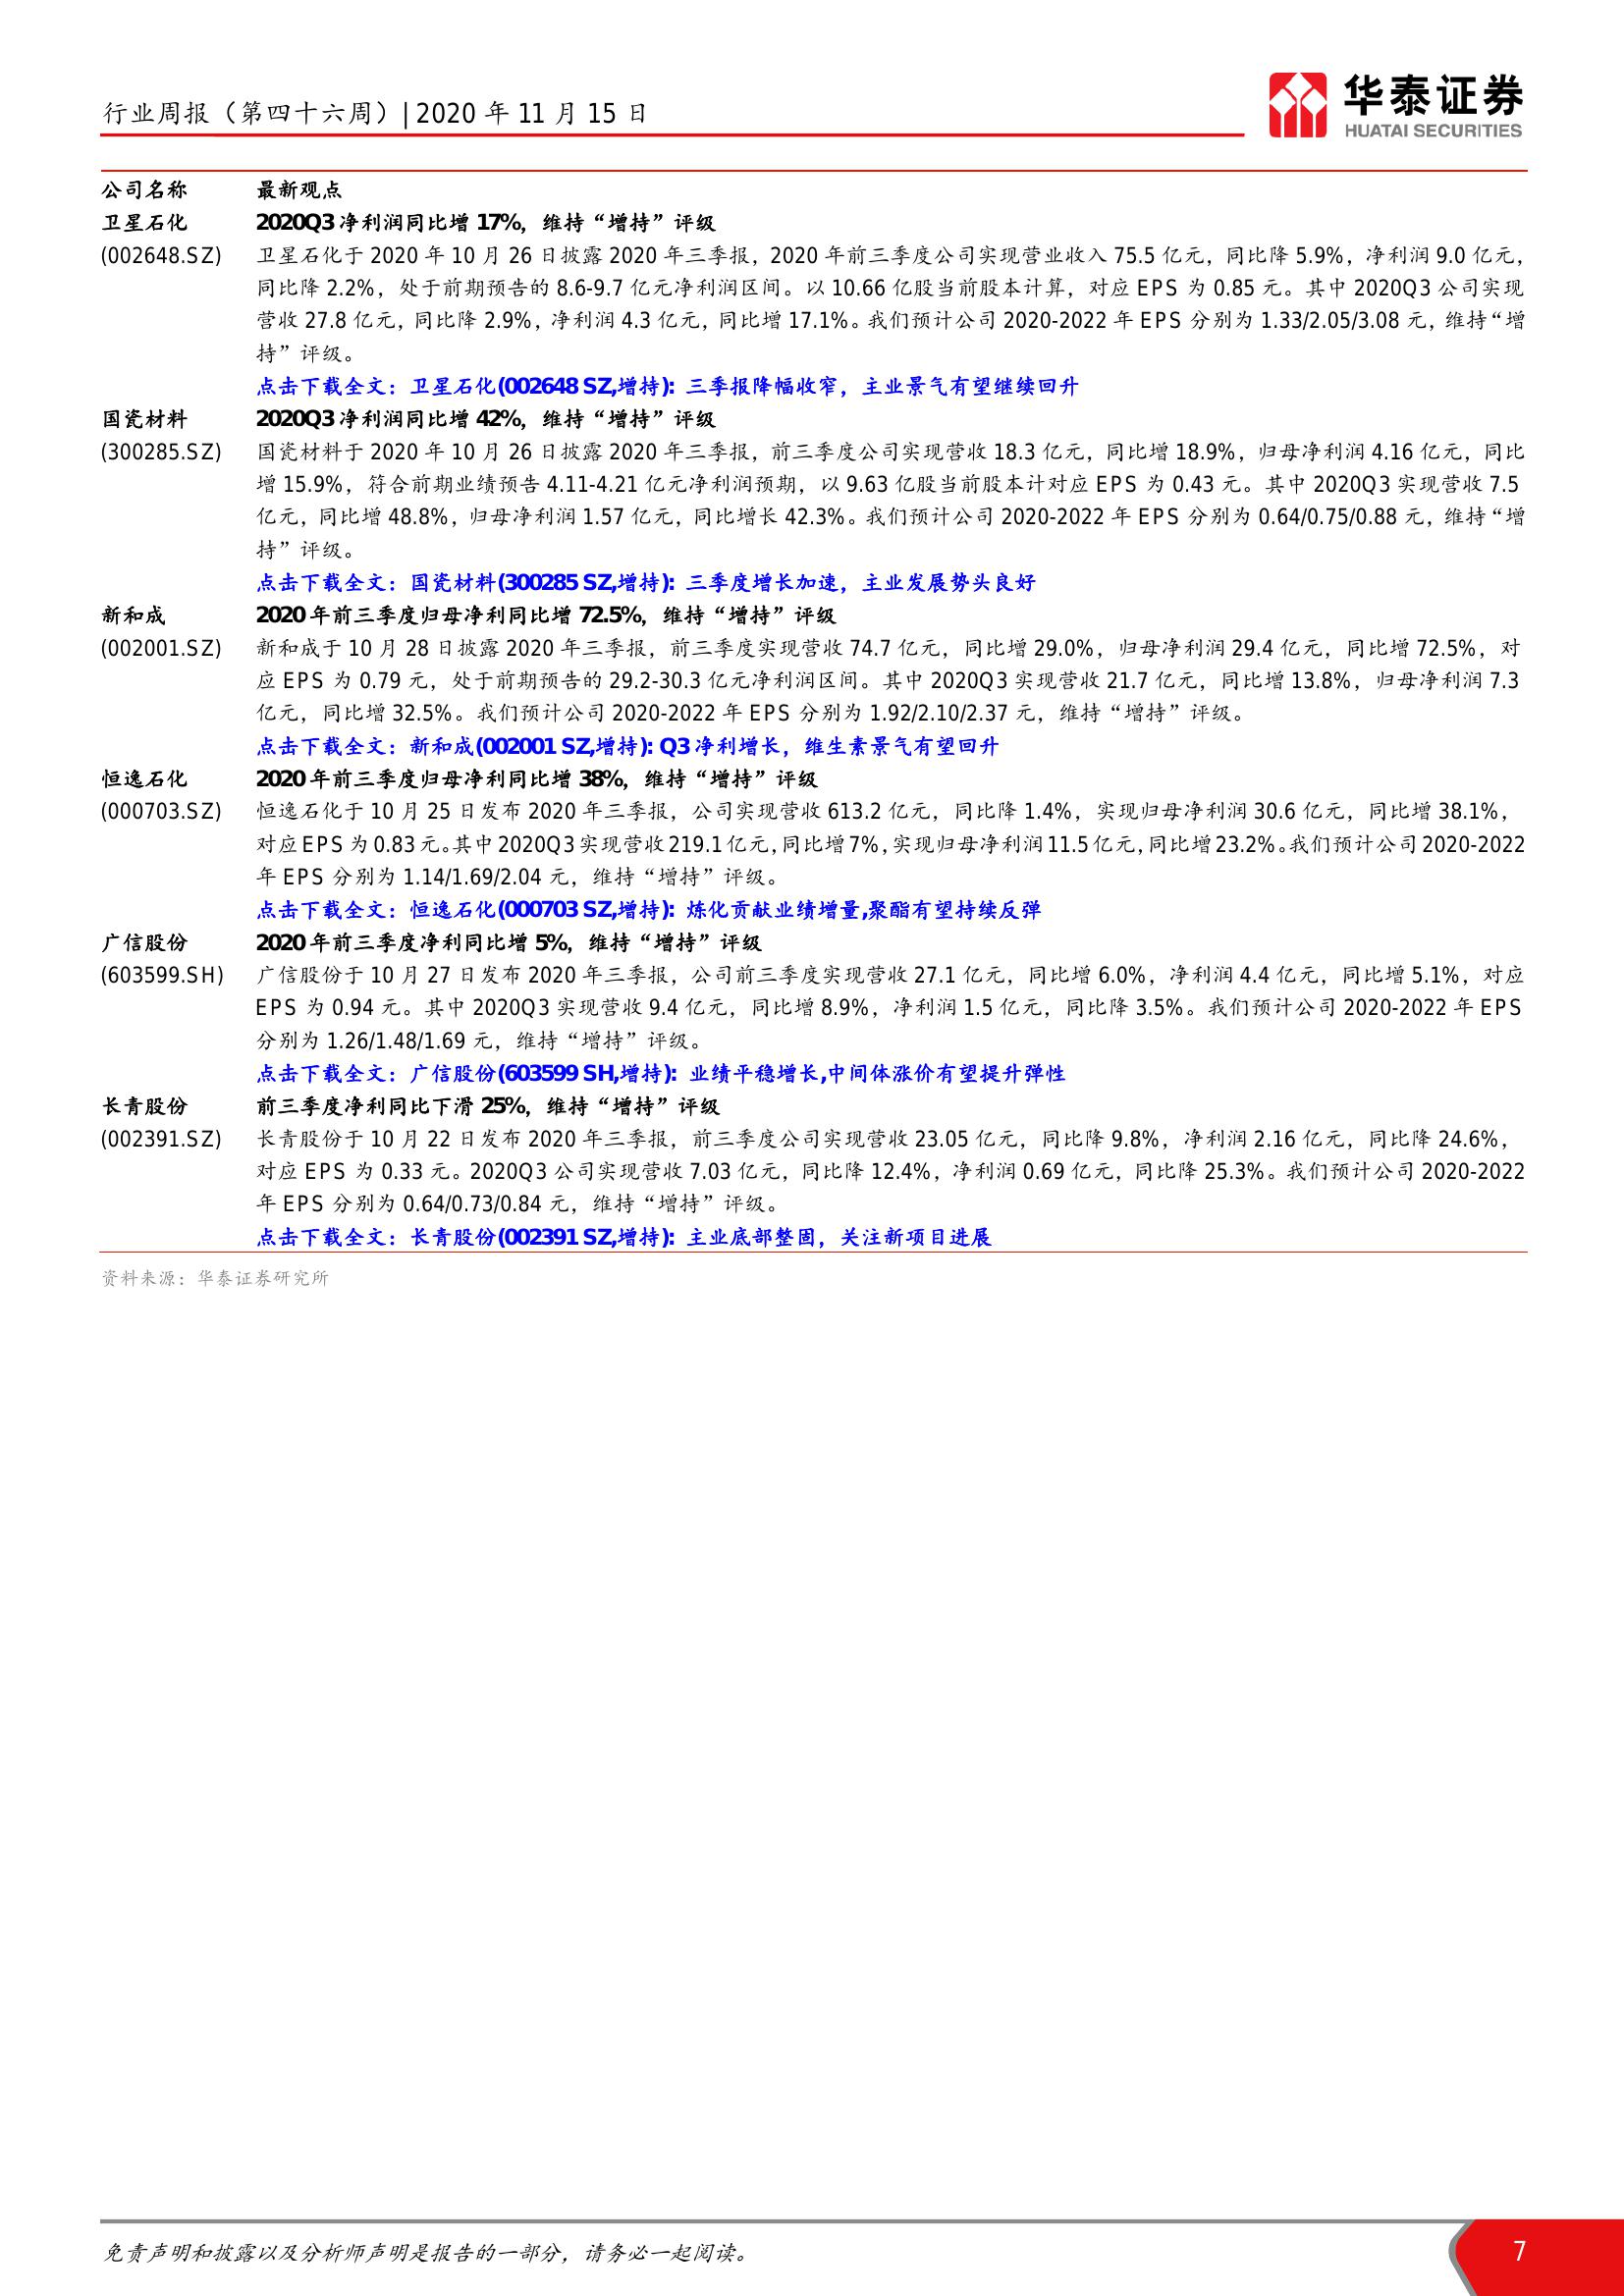 行业周报（第四十六周）| 2020 年 11 月 15 日
华泰证券
HUATAI SECURITIES
公司名称 最新观点
卫星石化 2020Q3 净利润同比增 17%，维持“增持”评级
(002648.SZ) 卫星石化于 2020 年 10 月 26 日披露 2020 年三季报，2020 年前三季度公司实现营业收入 75.5 亿元，同比降 5.9%，净利润 9.0 亿元，
同比降 2.2%，处于前期预告的 8.6-9.7 亿元净利润区间。以 10.66 亿股当前股本计算，对应 EPS 为 0.85 元。其中 2020Q3 公司实现
营收 27.8 亿元，同比降 2.9%，净利润 4.3 亿元，同比增 17.1%。我们预计公司 2020-2022 年 EPS 分别为 1.33/2.05/3.08 元，维持“增
持”评级。
点击下载全文：卫星石化(002648 SZ,增持)：三季报降幅收窄，主业景气有望继续回升
国瓷材料 2020Q3 净利润同比增 42%，维持“增持”评级
(300285.SZ) 国瓷材料于 2020 年 10 月 26 日披露 2020 年三季报，前三季度公司实现营收 18.3 亿元，同比增 18.9%，归母净利润 4.16 亿元，同比
增 15.9%，符合前期业绩预告 4.11-4.21 亿元净利润预期，以 9.63 亿股当前股本计对应 EPS 为 0.43 元。其中 2020Q3 实现营收 7.5
亿元，同比增 48.8%，归母净利润 1.57 亿元，同比增长 42.3%。我们预计公司 2020-2022 年 EPS 分别为 0.64/0.75/0.88 元，维持“增
持”评级。
点击下载全文：国瓷材料(300285 SZ,增持)：三季度增长加速，主业发展势头良好
新和成 2020 年前三季度归母净利同比增 72.5%，维持“增持”评级
(002001.SZ) 新和成于 10 月 28 日披露 2020 年三季报，前三季度实现营收 74.7 亿元，同比增 29.0%，归母净利润 29.4 亿元，同比增 72.5%，对
应 EPS 为 0.79 元，处于前期预告的 29.2-30.3 亿元净利润区间。其中 2020Q3 实现营收 21.7 亿元，同比增 13.8%，归母净利润 7.3
亿元，同比增 32.5%。我们预计公司 2020-2022 年 EPS 分别为 1.92/2.10/2.37 元，维持“增持”评级。
点击下载全文：新和成(002001 SZ,增持): Q3 净利增长，维生素景气有望回升
恒逸石化 2020 年前三季度归母净利同比增 38%，维持“增持”评级
(000703.SZ) 恒逸石化于 10 月 25 日发布 2020 年三季报，公司实现营收 613.2 亿元，同比降 1.4%，实现归母净利润 30.6 亿元，同比增 38.1%，
对应 EPS 为 0.83 元。其中 2020Q3 实现营收 219.1 亿元，同比增 7%，实现归母净利润 11.5 亿元，同比增 23.2%。我们预计公司 2020-2022
年 EPS 分别为 1.14/1.69/2.04 元，维持“增持”评级。
点击下载全文：恒逸石化(000703 SZ,增持)：炼化贡献业绩增量,聚酯有望持续反弹
广信股份 2020 年前三季度净利同比增 5%，维持“增持”评级
(603599.SH) 广信股份于 10 月 27 日发布 2020 年三季报，公司前三季度实现营收 27.1 亿元，同比增 6.0%，净利润 4.4 亿元，同比增 5.1%，对应
EPS 为 0.94 元。其中 2020Q3 实现营收 9.4 亿元，同比增 8.9%，净利润 1.5 亿元，同比降 3.5%。我们预计公司 2020-2022 年 EPS
分别为 1.26/1.48/1.69 元，维持“增持”评级。
点击下载全文：广信股份(603599 SH,增持)：业绩平稳增长,中间体涨价有望提升弹性
长青股份 前三季度净利同比下滑 25%，维持“增持”评级
(002391.SZ) 长青股份于 10 月 22 日发布 2020 年三季报，前三季度公司实现营收 23.05 亿元，同比降 9.8%，净利润 2.16 亿元，同比降 24.6%，
对应 EPS 为 0.33 元。2020Q3 公司实现营收 7.03 亿元，同比降 12.4%，净利润 0.69 亿元，同比降 25.3%。我们预计公司 2020-2022
年 EPS 分别为 0.64/0.73/0.84 元，维持“增持”评级。
点击下载全文：长青股份(002391 SZ,增持)：主业底部整固，关注新项目进展
资料来源：华泰证券研究所
免责声明和披露以及分析师声明是报告的一部分，请务必一起阅读。
7